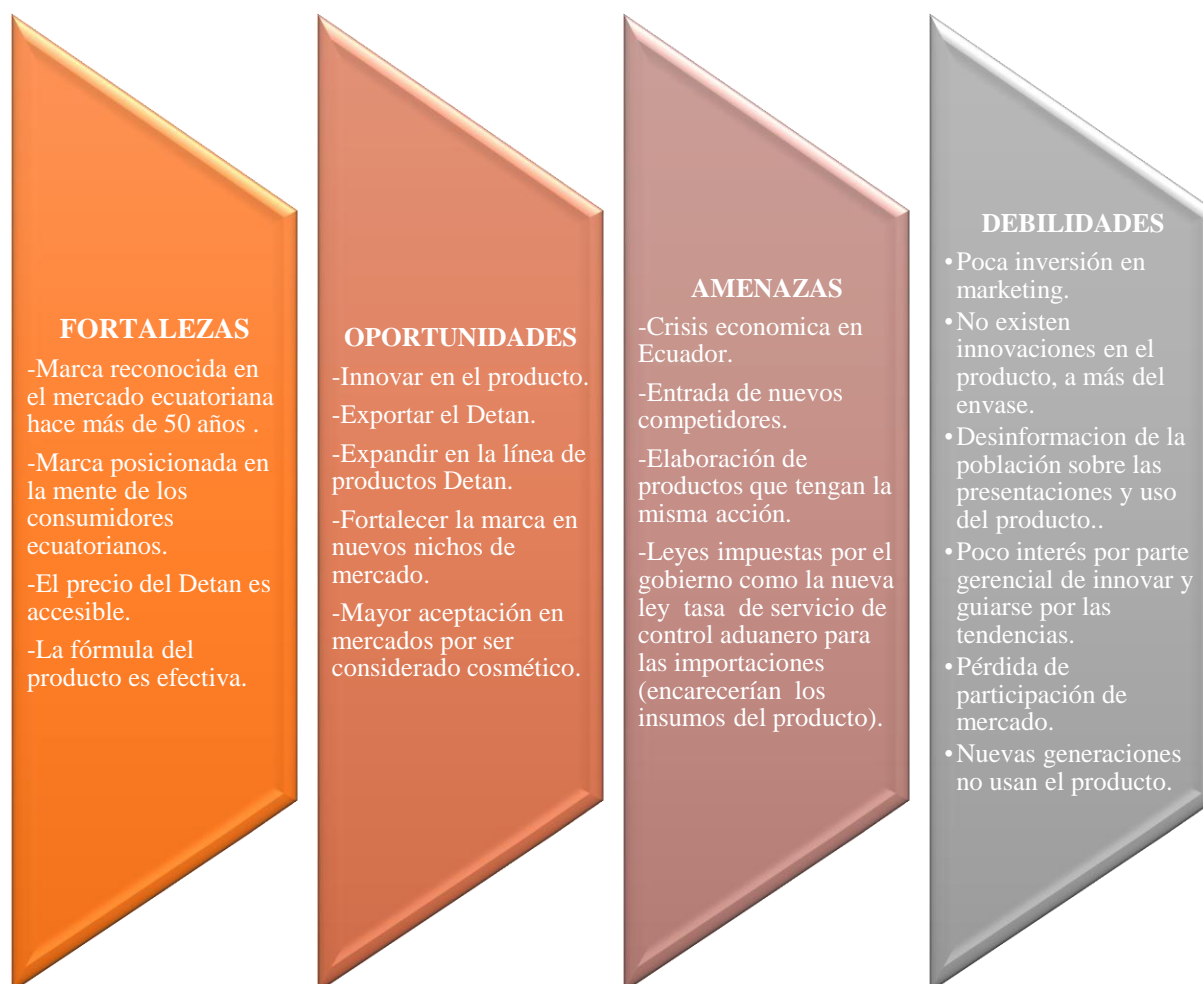 FORTALEZAS
-Marca reconocida en
el mercado ecuatoriana
hace más de 50 años .
-Marca posicionada en
la mente de los
consumidores
ecuatorianos.
-El precio del Detan es
accesible.
-La fórmula del
producto es efectiva.
OPORTUNIDADES
-Innovar en el producto.
-Exportar el Detan.
-Expandir en la línea de
productos Detan.
-Fortalecer la marca en
nuevos nichos de
mercado.
-Mayor aceptación en
mercados por ser
considerado cosmético.
AMENAZAS
-Crisis economica en
Ecuador.
-Entrada de nuevos
competidores.
-Elaboración de
productos que tengan la
misma acción.
-Leyes impuestas por el
gobierno como la nueva
ley tasa de servicio de
control aduanero para
las importaciones
(encarecerían los
insumos del producto).
DEBILIDADES
•Poca inversión en
marketing.
•No existen
innovaciones en el
producto, a más del
envase.
•Desinformacion de la
población sobre las
presentaciones y uso
del producto..
•Poco interés por parte
gerencial de innovar y
guiarse por las
tendencias.
•Pérdida de
participación de
mercado.
•Nuevas generaciones
no usan el producto.